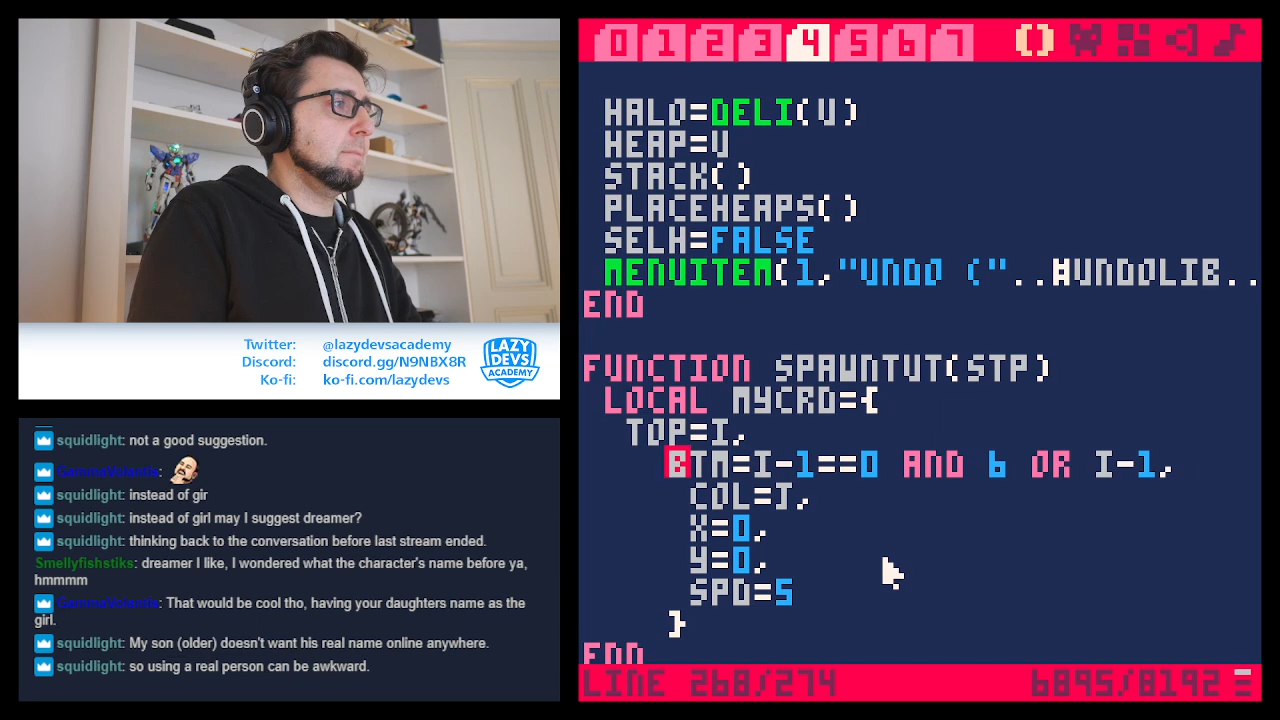 Twitter: @lazydevsacademy
Discord: discord.gg/N9NBX8R
Ko-fi: ko-fi.com/lazydevs
LAZY
DEVS
ACADEMY
squidlight: not a good suggestion.
GammaVolantis:
squidlight: instead of gir
squidlight: instead of girl may I suggest dreamer?
squidlight: thinking back to the conversation before last stream ended.
Smellyfishstiks: dreamer I like, I wondered what the character's name before ya,
hmmmm
GammaVolantis: That would be cool tho, having your daughters name as the
girl.
squidlight: My son (older) doesn't want his real name online anywhere.
squidlight: so using a real person can be awkward.
0 1 2 3 4 5 6 7 ()
HALO=DELI(U)
HEAP=U
STACK()
PLACEHEAPS()
SELH=FALSE
MENUITEM(1,"UNDO ("..#UNDOLIB..
END
FUNCTION SPAWNTUT(STP)
LOCAL MYCRD={
TOP=I,
BTM=I-1==0 AND 6 OR I-1,
COL=J,
X=0,
Y=0,
SPD=5
}
END
LINE 268/274 6895/8192